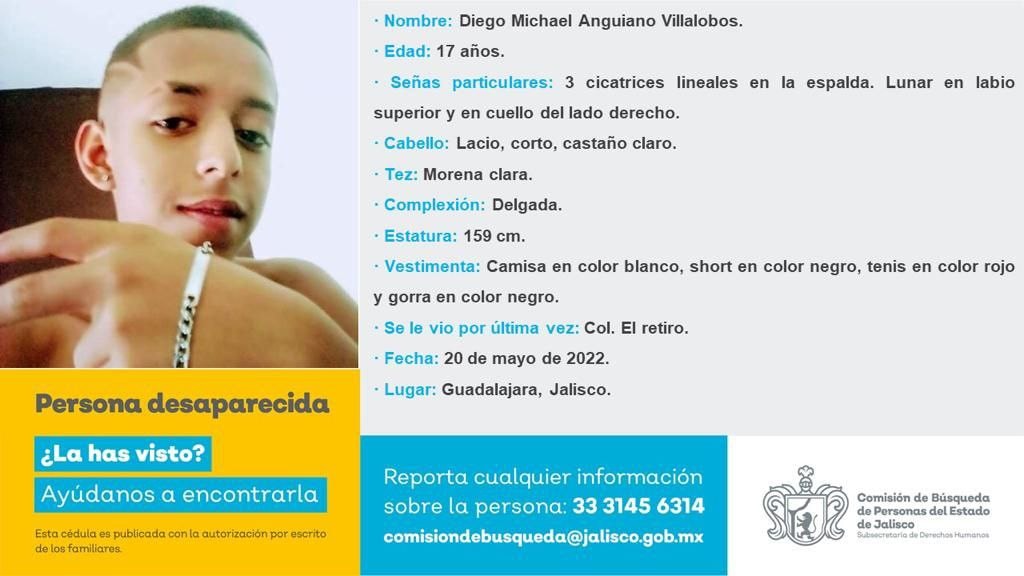 · Nombre: Diego Michael Anguiano Villalobos.
· Edad: 17 años.
· Señas particulares: 3 cicatrices lineales en la espalda. Lunar en labio
superior y en cuello del lado derecho.
· Cabello: Lacio, corto, castaño claro.
· Tez: Morena clara.
· Complexión: Delgada.
· Estatura: 159 cm.
· Vestimenta: Camisa en color blanco, short en color negro, tenis en color rojo
y gorra en color negro.
· Se le vio por última vez: Col. El retiro.
· Fecha: 20 de mayo de 2022.
· Lugar: Guadalajara, Jalisco.
Persona desaparecida
¿La has visto?
Ayúdanos a encontrarla
Esta cédula es publicada con la autorización por escrito
de los familiares.
Reporta cualquier información
sobre la persona: 33 3145 6314
comisiondebusqueda@jalisco.gob.mx
Comisión de Búsqueda
de Personas del Estado
de Jalisco
Subsecretaría de Derechos Humanos